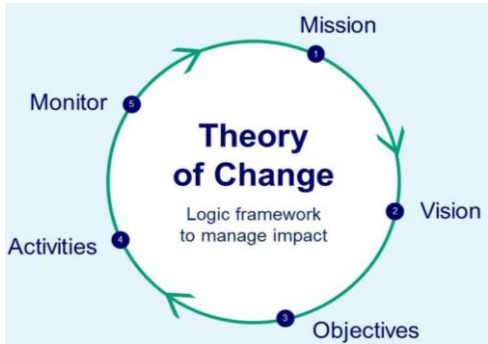 Mission
1
Theory
of Change
Logic framework
to manage impact
2
Vision
3
Objectives
4
Activities
5
Monitor